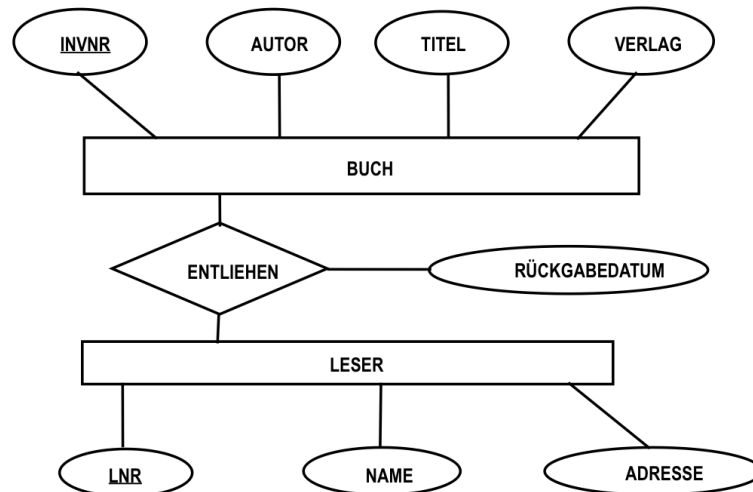 INVNR
AUTOR
TITEL
VERLAG
BUCH
ENTLIEHEN
RÜCKGABEDATUM
LESER
LNR
NAME
ADRESSE